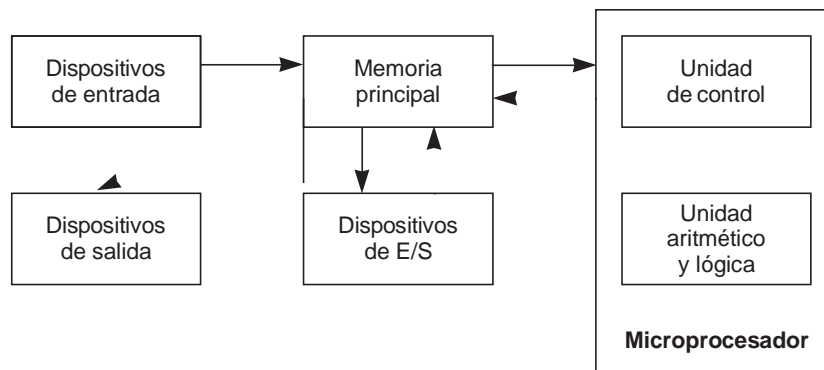 Dispositivos
de entrada
Memoria
principal
Unidad
de control
Dispositivos
de salida
Dispositivos
de E/S
Unidad
aritmético
y lógica
Microprocesador